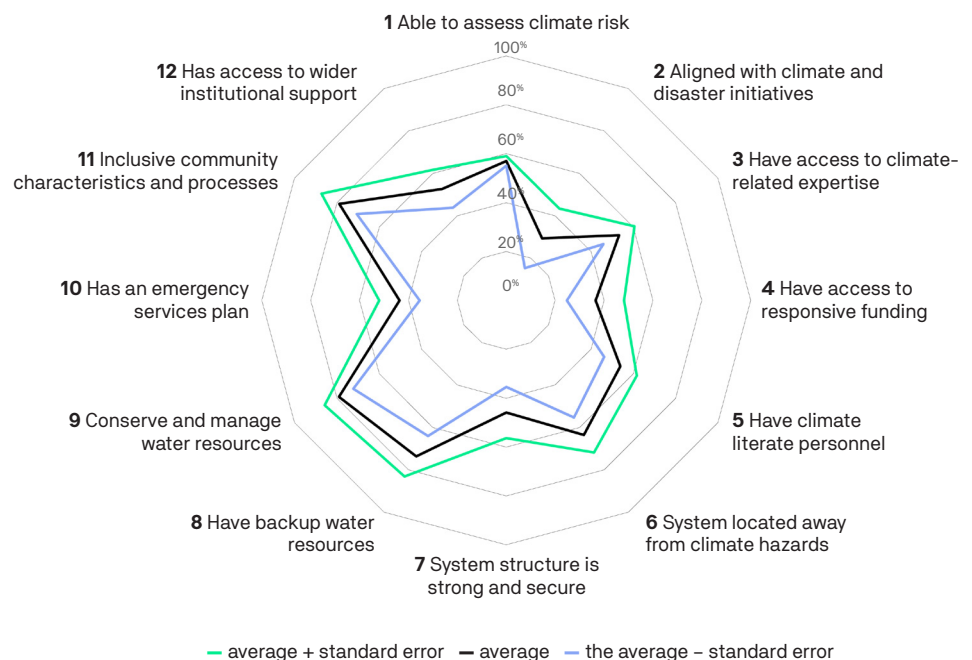 1 Able to assess climate risk
100%
80%
60%
40%
20%
0%
2 Aligned with climate and
disaster initiatives
3 Have access to climate-
related expertise
4 Have access to
responsive funding
5 Have climate
literate personnel
6 System located away
from climate hazards
7 System structure is
strong and secure
8 Have backup water
resources
9 Conserve and manage
water resources
10 Has an emergency
services plan
11 Inclusive community
characteristics and processes
12 Has access to wider
institutional support
average + standard error
average
the average – standard error